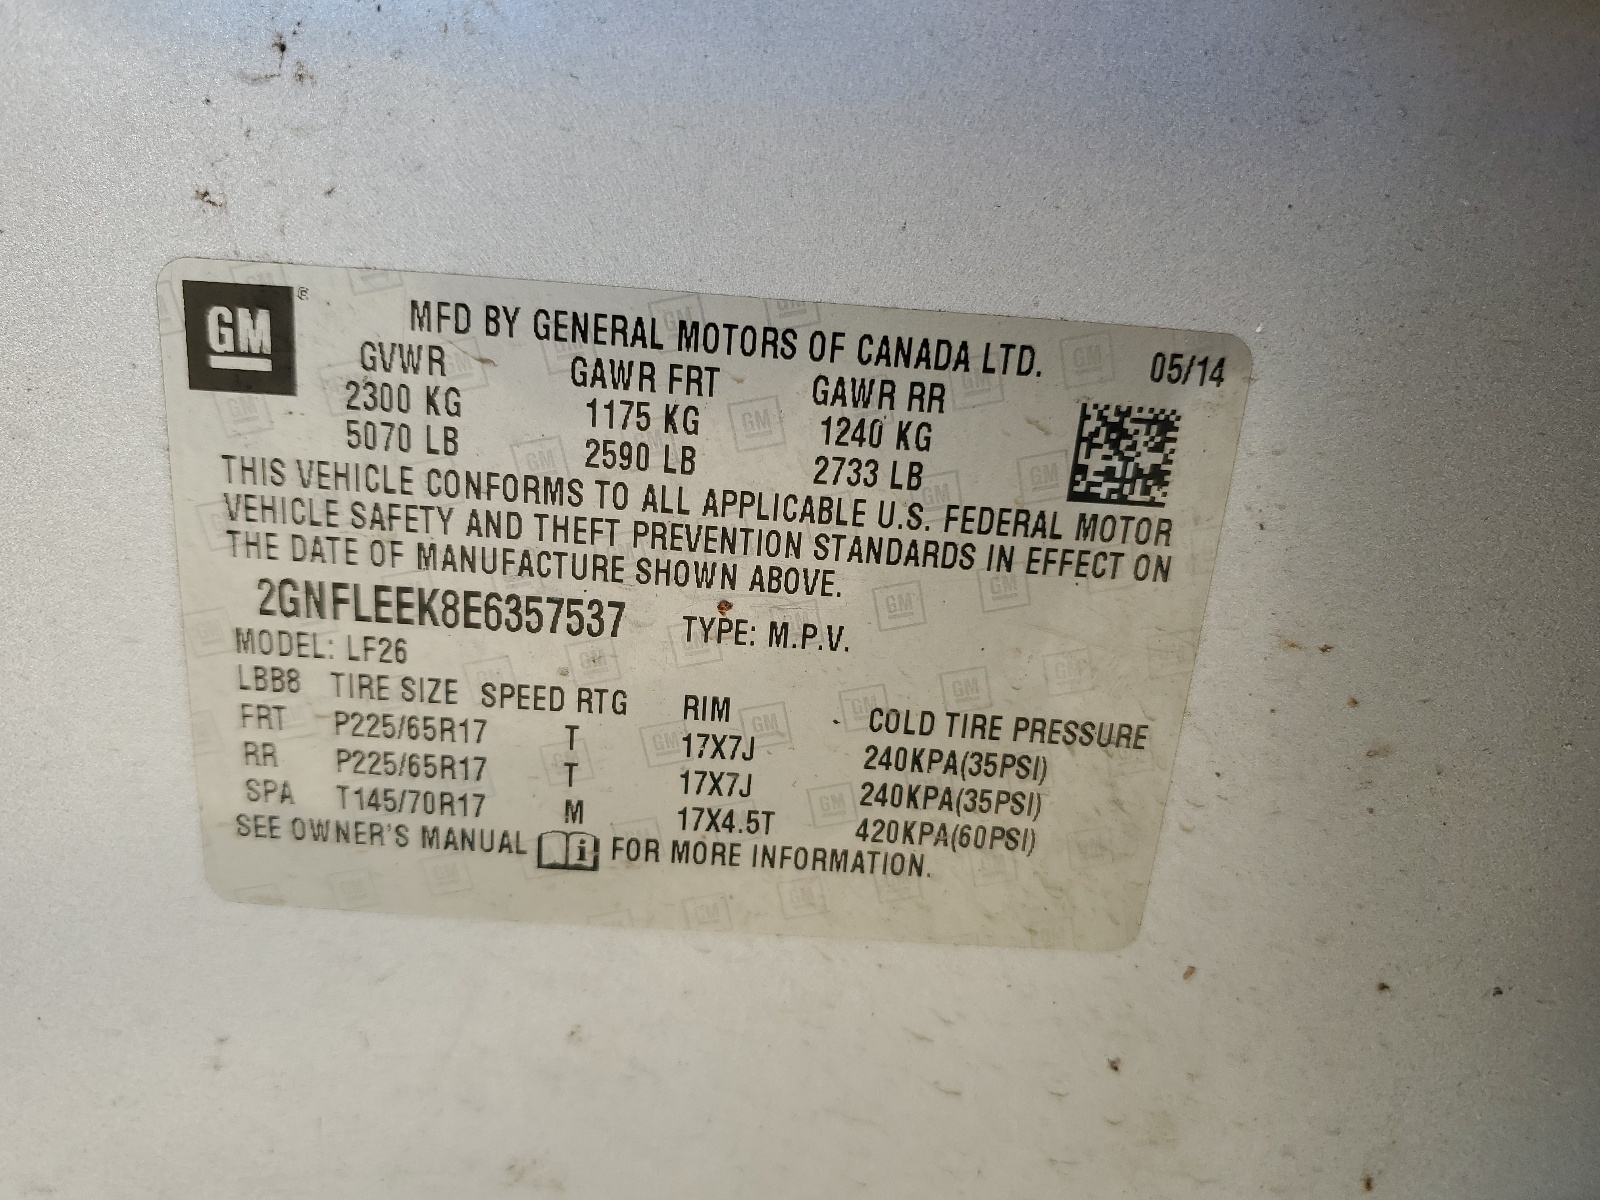 GM
MFD BY GENERAL MOTORS OF CANADA LTD. 05/14
GVWR GAWR FRT GAWR RR
2300 KG 1175 KG 1240 KG
5070 LB 2590 LB 2733 LB
THIS VEHICLE CONFORMS TO ALL APPLICABLE U.S. FEDERAL MOTOR
VEHICLE SAFETY AND THEFT PREVENTION STANDARDS IN EFFECT ON
THE DATE OF MANUFACTURE SHOWN ABOVE.
2GNFLEEK8E6357537 TYPE: M.P.V.
MODEL: LF26
LBB8 TIRE SIZE SPEED RTG RIM COLD TIRE PRESSURE
FRT P225/65R17 T 17X7J 240KPA(35PSI)
RR P225/65R17 T 17X7J 240KPA(35PSI)
SPA T145/70R17 M 17X4.5T 420KPA(60PSI)
SEE OWNER'S MANUAL i FOR MORE INFORMATION.